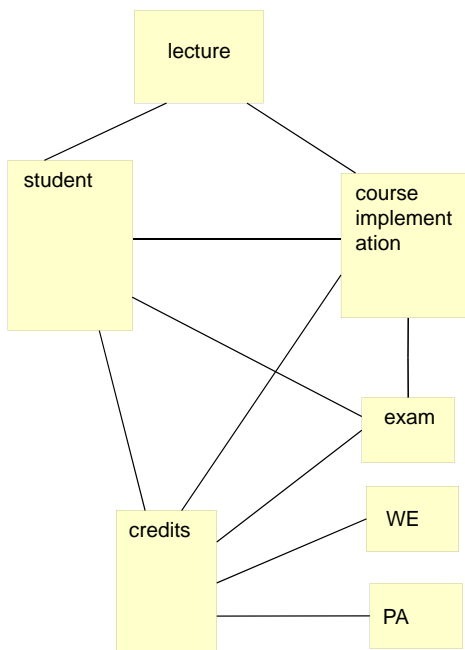 lecture
student
course
implement
ation
exam
credits
WE
PA